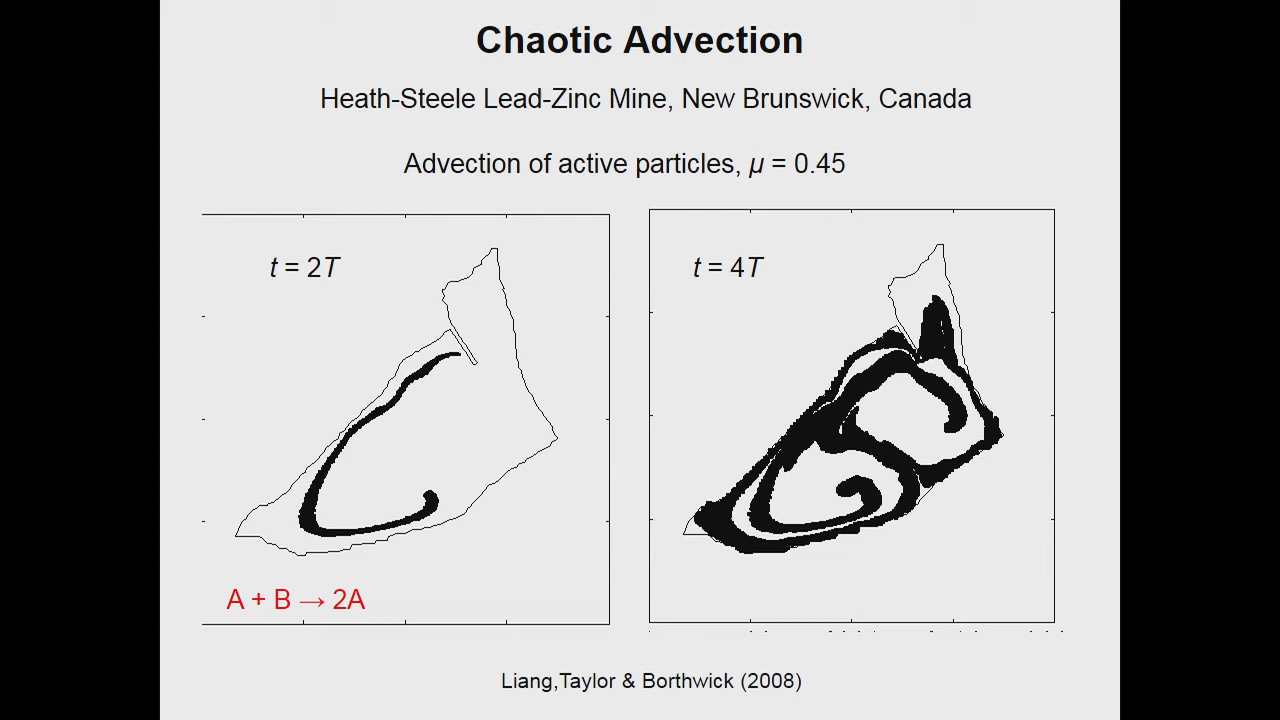 Chaotic Advection
Heath-Steele Lead-Zinc Mine, New Brunswick, Canada
Advection of active particles, μ = 0.45
t = 2T
t = 4T
A + B → 2A
Liang,Taylor & Borthwick (2008)